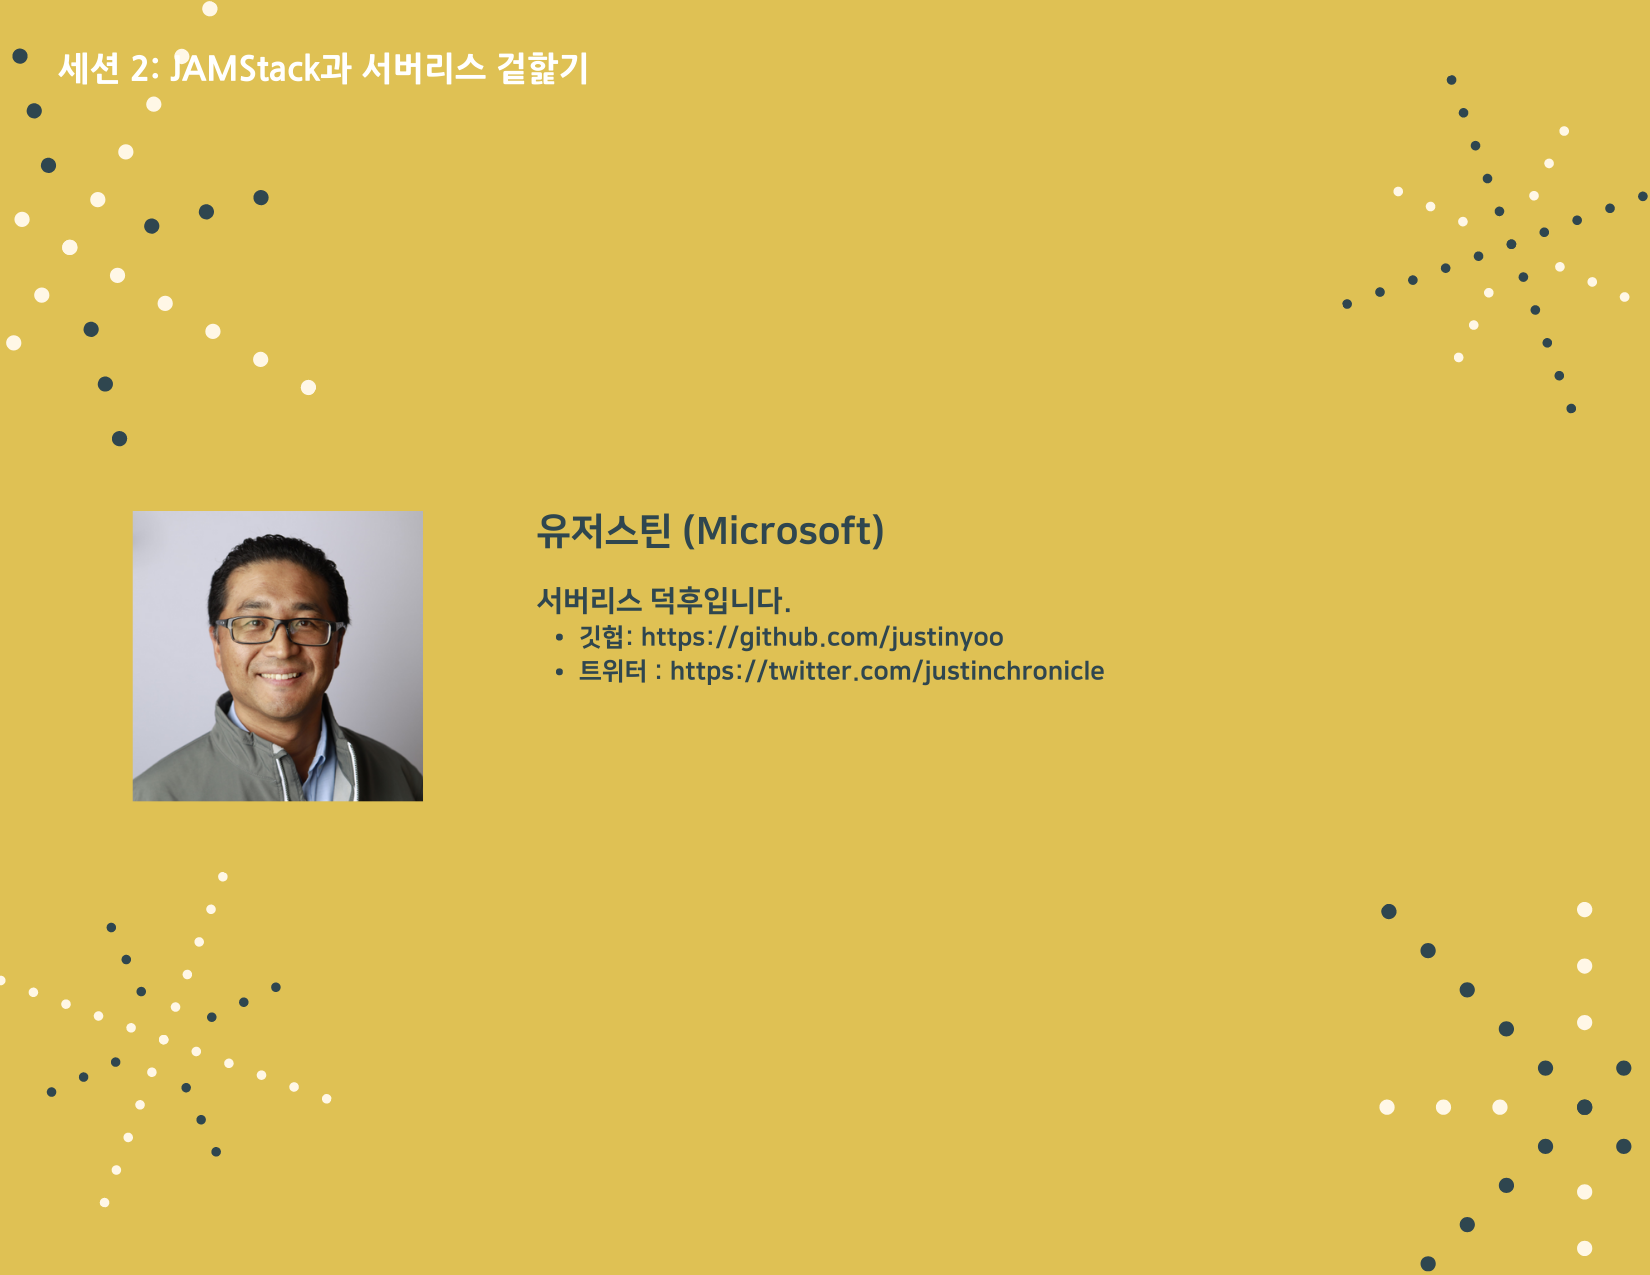 세션 2: JAMStack과 서버리스 겉핥기
유저스틴 (Microsoft)
서버리스 덕후입니다.
• 깃헙: https://github.com/justinyoo
• 트위터 : https://twitter.com/justinchronicle